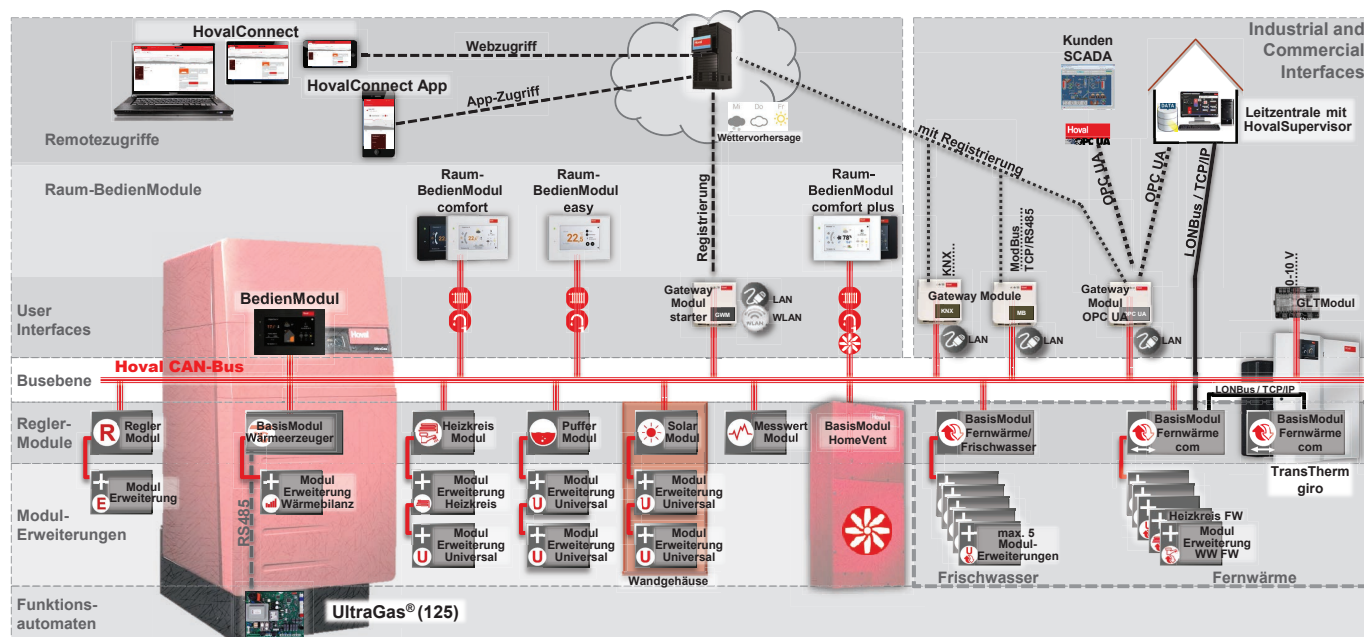 HovalConnect
Webzugriff
HovalConnect App
App-Zugriff
Remotezugriffe
Mi Do Fr
Wettervorhersage
Registrierung
mit Registrierung
Kunden
SCADA
Hoval
OPC UA
OPC UA
OPC UA
DATA
Industrial and
Commercial
Interfaces
Leitzentrale mit
HovalSupervisor
LONBus / TCP/IP
Raum-BedienModule
Raum-
BedienModul
comfort
Raum-
BedienModul
easy
22,5
Raum-
BedienModul
comfort plus
KNX
ModBus
TCP/RS485
0-10 V
User
Interfaces
BedienModul
Hoval
Gateway
Modul
starter
GWM
LAN
WLAN
Gateway Module
KNX
LAN
MB
LAN
Gateway
Modul
OPC UA
OPC UA
LAN
GLTModul
Busebene
Hoval CAN-Bus
LONBus / TCP/IP
Regler-
Module
R
Regler
Modul
BasisModul
Wärmeerzeuger
Heizkreis
Modul
Puffer
Modul
Solar
Modul
Messwert
Modul
BasisModul
HomeVent
BasisModul
Fernwärme/
Frischwasser
BasisModul
Fernwärme
com
BasisModul
Fernwärme
com
TransTherm
giro
Modul-
Erweiterungen
E
Modul
Erweiterung
RS485
Modul
Erweiterung
Wärmebilanz
Modul
Erweiterung
Heizkreis
U
Modul
Erweiterung
Universal
U
Modul
Erweiterung
Universal
U
Modul
Erweiterung
Universal
U
Modul
Erweiterung
Universal
U
Modul
Erweiterung
Universal
Wandgehäuse
U
max. 5
Modul-
Erweiterungen
Frischwasser
Heizkreis FW
Modul
Erweiterung
WW FW
Fernwärme
Funktions-
automaten
UltraGas® (125)